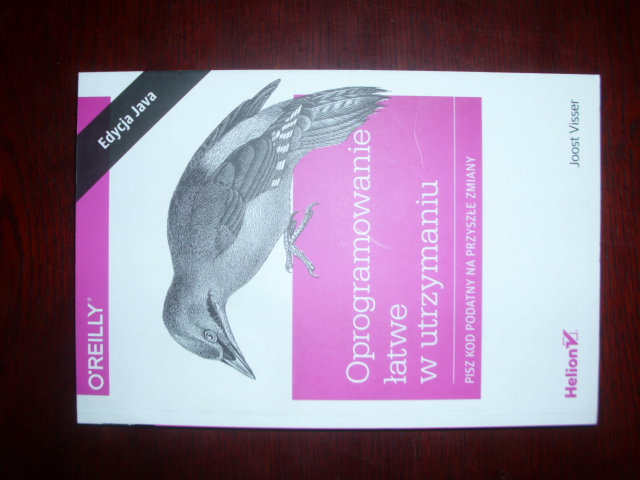 O'REILLY®
Edycja Java
Oprogramowanie
łatwe
w utrzymaniu
PISZ KOD PODATNY NA PRZYSZŁE ZMIANY
Helion
Joost Visser